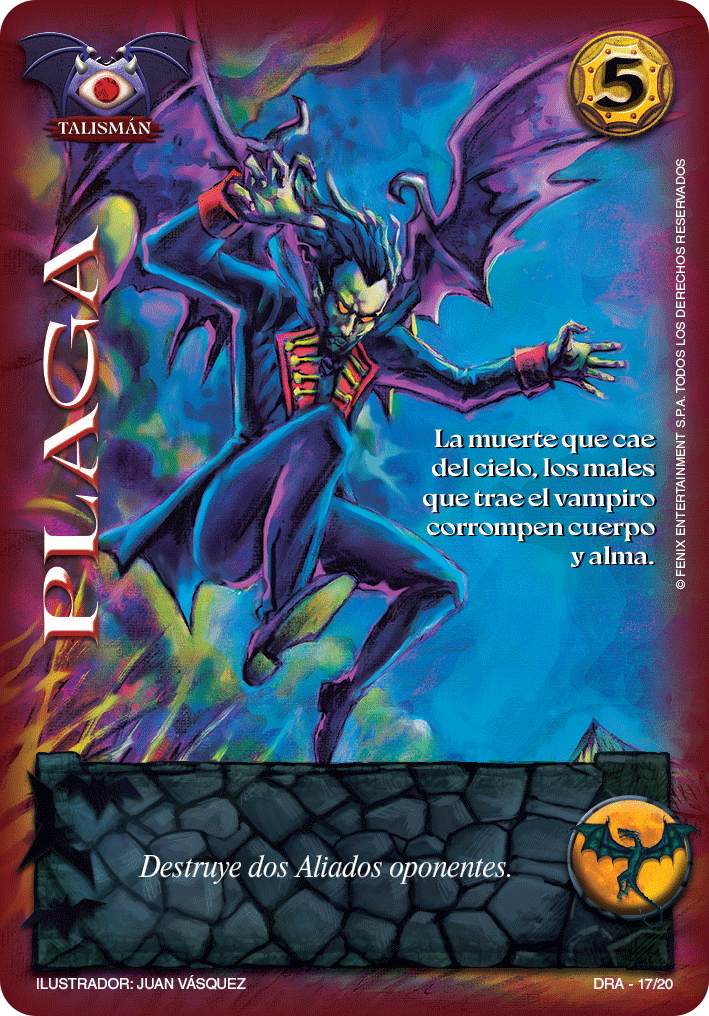 TALISMÁN
5
PLAGA
La muerte que cae
del cielo, los males
que trae el vampiro
corrompen cuerpo
y alma.
© FENIX ENTERTAINMENT S.P.A. TODOS LOS DERECHOS RESERVADOS
Destruye dos Aliados oponentes.
ILUSTRADOR: JUAN VÁSQUEZ
DRA - 17/20